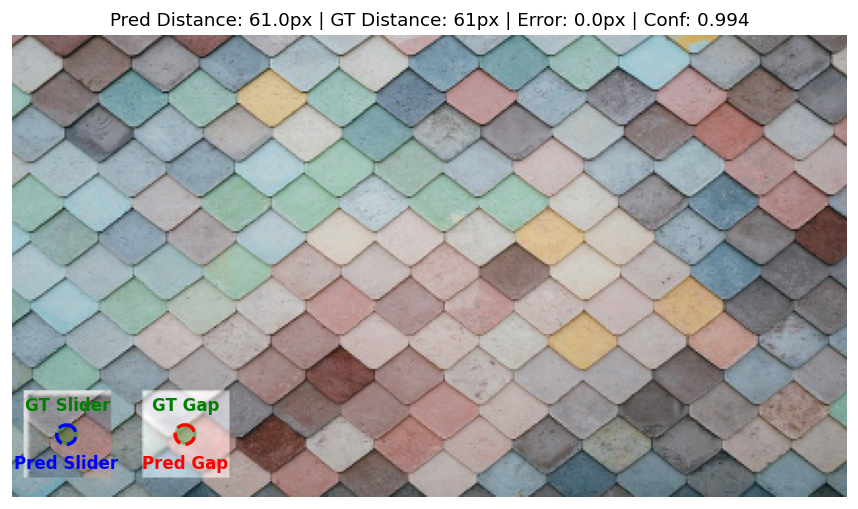 Pred Distance: 61.0px | GT Distance: 61px | Error: 0.0px | Conf: 0.994
GT Slider
GT Gap
Pred Slider
Pred Gap